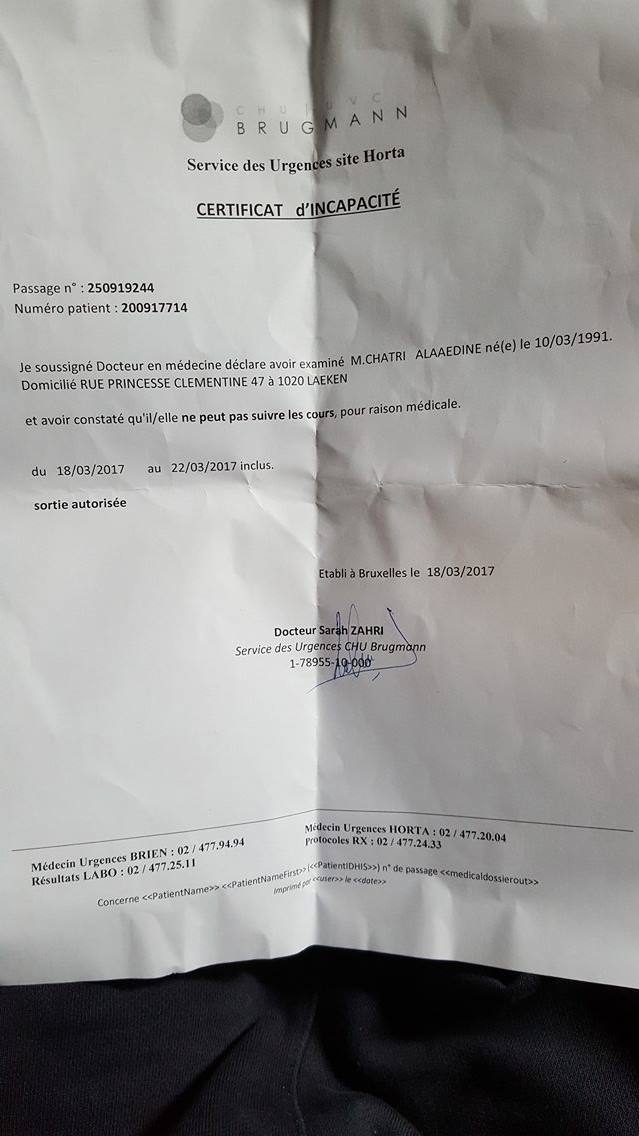 CHU UVC
BRUGMANN
Service des Urgences site Horta
CERTIFICAT d'INCAPACITÉ
Passage n° : 250919244
Numéro patient : 200917714
Je soussigné Docteur en médecine déclare avoir examiné M.CHATRI ALAAEDINE né(e) le 10/03/1991.
Domicilié RUE PRINCESSE CLEMENTINE 47 à 1020 LAEKEN
et avoir constaté qu'il/elle ne peut pas suivre les cours, pour raison médicale.
du 18/03/2017 au 22/03/2017 inclus.
sortie autorisée
Etabli à Bruxelles le 18/03/2017
Docteur Sarah ZAHRI
Service des Urgences CHU Brugmann
1-78955-10-000
Médecin Urgences BRIEN : 02 / 477.94.94
Médecin Urgences HORTA : 02 / 477.20.04
Résultats LABO : 02 / 477.25.11
Protocoles RX : 02 / 477.24.33
Concerne <<PatientName>> <<PatientNameFirst>> (<<PatientIDHIS>>) n° de passage <<medicaldossierout>>
Imprimé par <<user>> le <<date>>